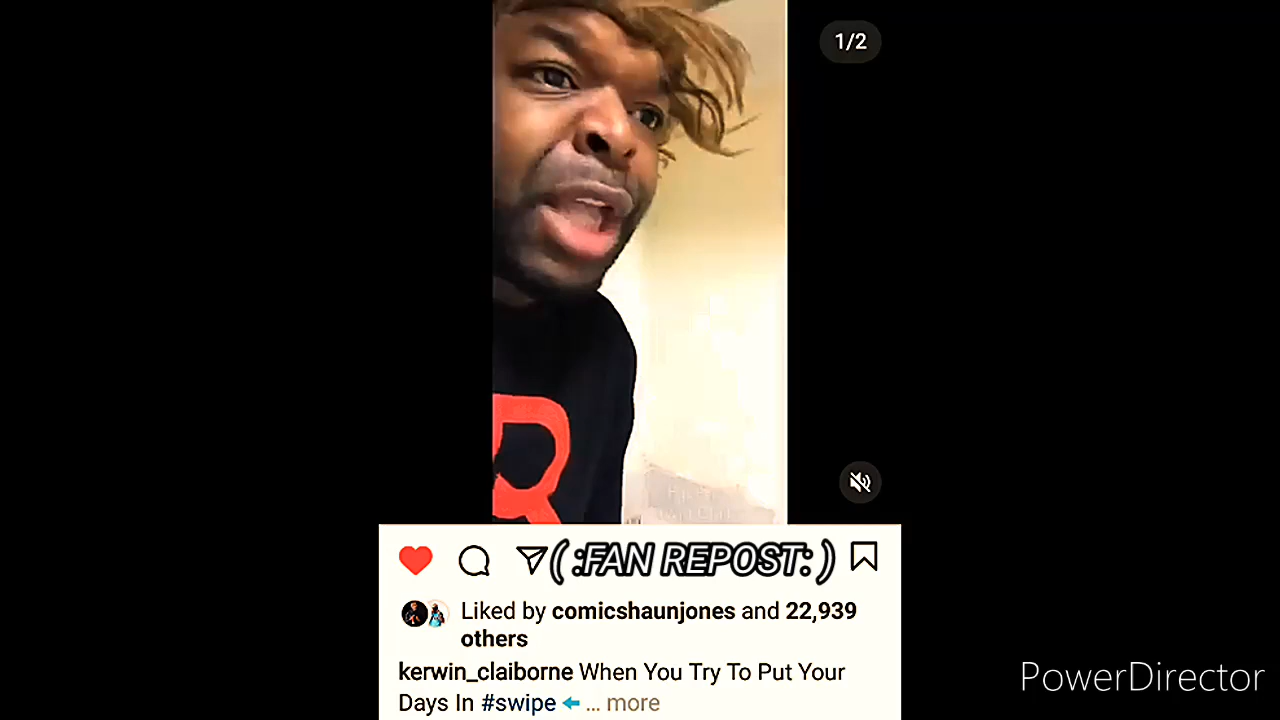 1/2
R
( :FAN REPOST: )
Liked by comicshaunjones and 22,939
others
kerwin_claiborne When You Try To Put Your
Days In #swipe ... more
PowerDirector